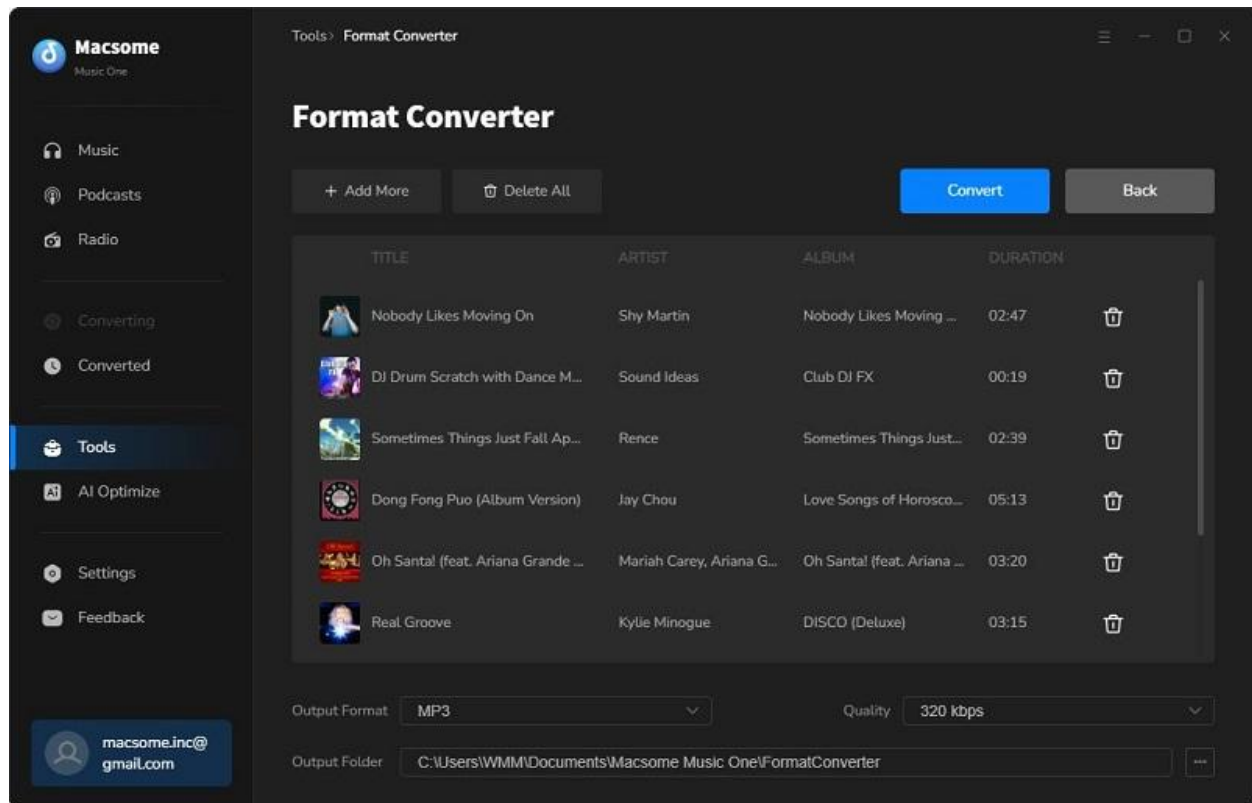 Macsome
Music One
Tools› Format Converter
Format Converter
Music
Podcasts
Radio
Converting
Converted
Tools
AI Optimize
Settings
Feedback
macsome.inc@
gmail.com
+ Add More
Delete All
Convert
Back
TITLE ARTIST ALBUM DURATION
Nobody Likes Moving On Shy Martin Nobody Likes Moving ... 02:47
DJ Drum Scratch with Dance M... Sound Ideas Club DJ FX 00:19
Sometimes Things Just Fall Ap... Rence Sometimes Things Just... 02:39
Dong Fong Puo (Album Version) Jay Chou Love Songs of Horosco... 05:13
Oh Santa! (feat. Ariana Grande ... Mariah Carey, Ariana G... Oh Santa! (feat. Ariana ... 03:20
Real Groove Kylie Minogue DISCO (Deluxe) 03:15
Output Format MP3 Quality 320 kbps
Output Folder C:\Users\WMM\Documents\Macsome Music One\FormatConverter